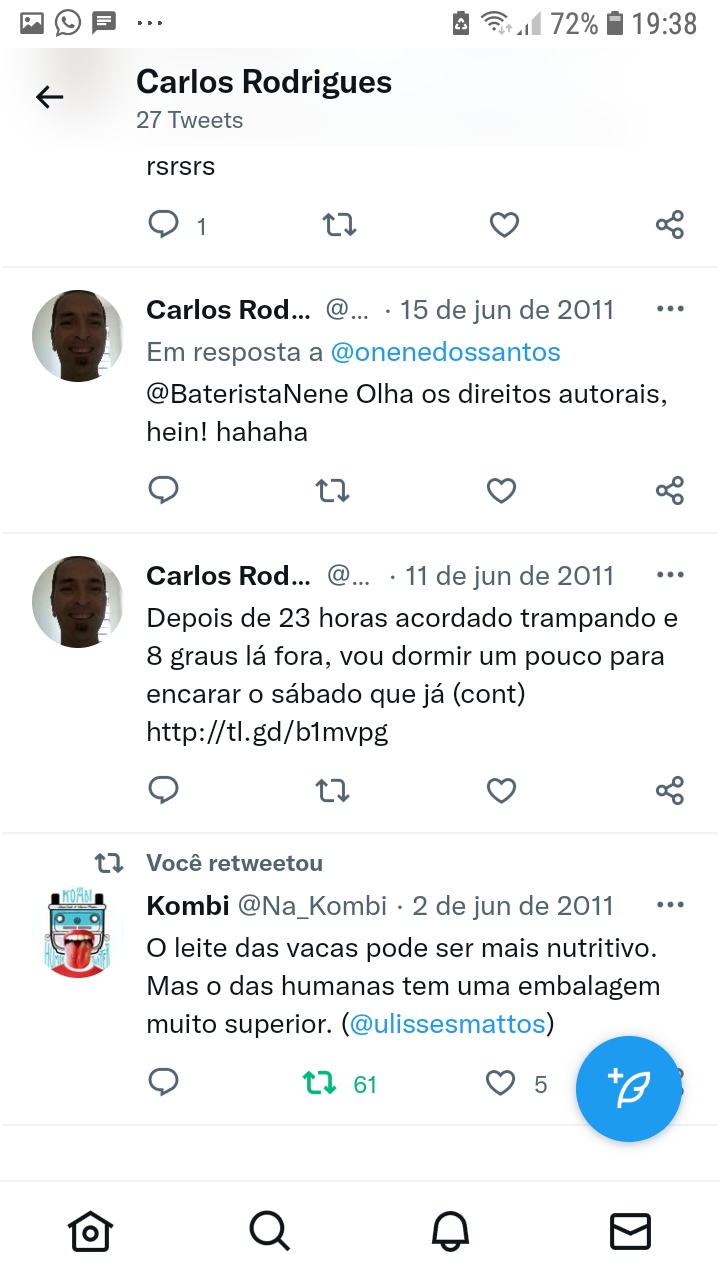 72% 19:38
Carlos Rodrigues
27 Tweets
rsrsrs
1
Carlos Rod... @... · 15 de jun de 2011
Em resposta a @onenedossantos
@BateristaNene Olha os direitos autorais,
hein! hahaha
Carlos Rod... @... · 11 de jun de 2011
Depois de 23 horas acordado trampando e
8 graus lá fora, vou dormir um pouco para
encarar o sábado que já (cont)
http://tl.gd/b1mvpg
Você retweetou
Kombi @Na_Kombi · 2 de jun de 2011
O leite das vacas pode ser mais nutritivo.
Mas o das humanas tem uma embalagem
muito superior. (@ulissesmattos)
61 5